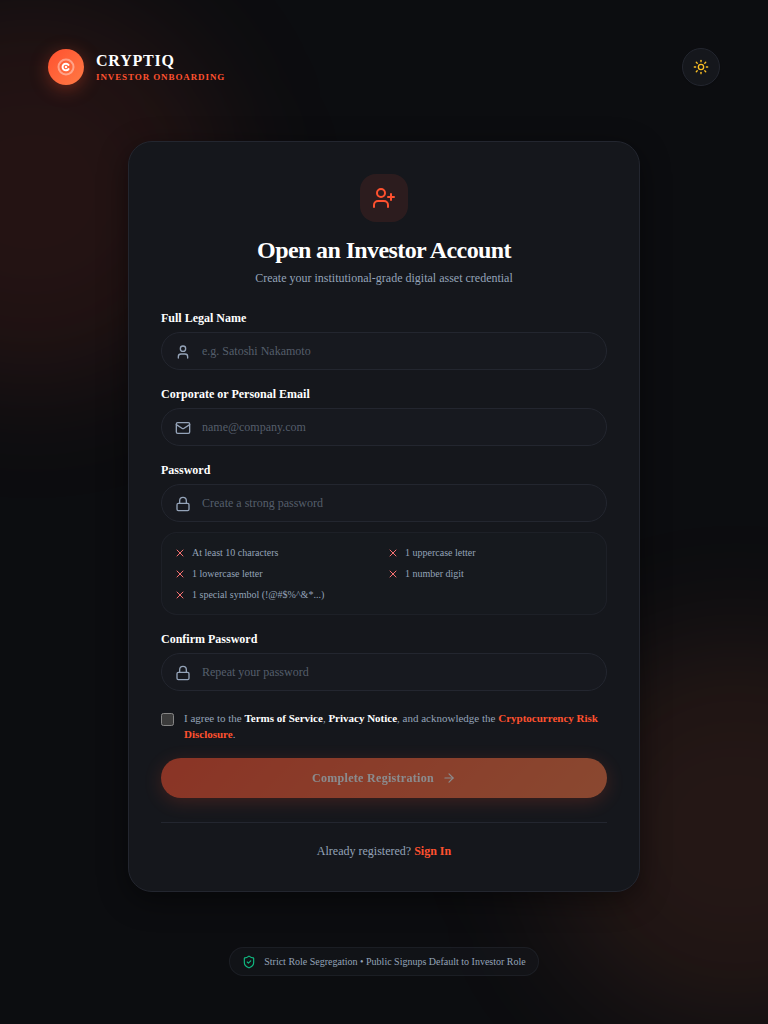 CRYPTIQ
INVESTOR ONBOARDING
Open an Investor Account
Create your institutional-grade digital asset credential
Full Legal Name
e.g. Satoshi Nakamoto
Corporate or Personal Email
name@company.com
Password
Create a strong password
At least 10 characters
1 uppercase letter
1 lowercase letter
1 number digit
1 special symbol (!@#$%^&*...)
Confirm Password
Repeat your password
I agree to the Terms of Service, Privacy Notice, and acknowledge the Cryptocurrency Risk
Disclosure.
Complete Registration
Already registered? Sign In
Strict Role Segregation • Public Signups Default to Investor Role